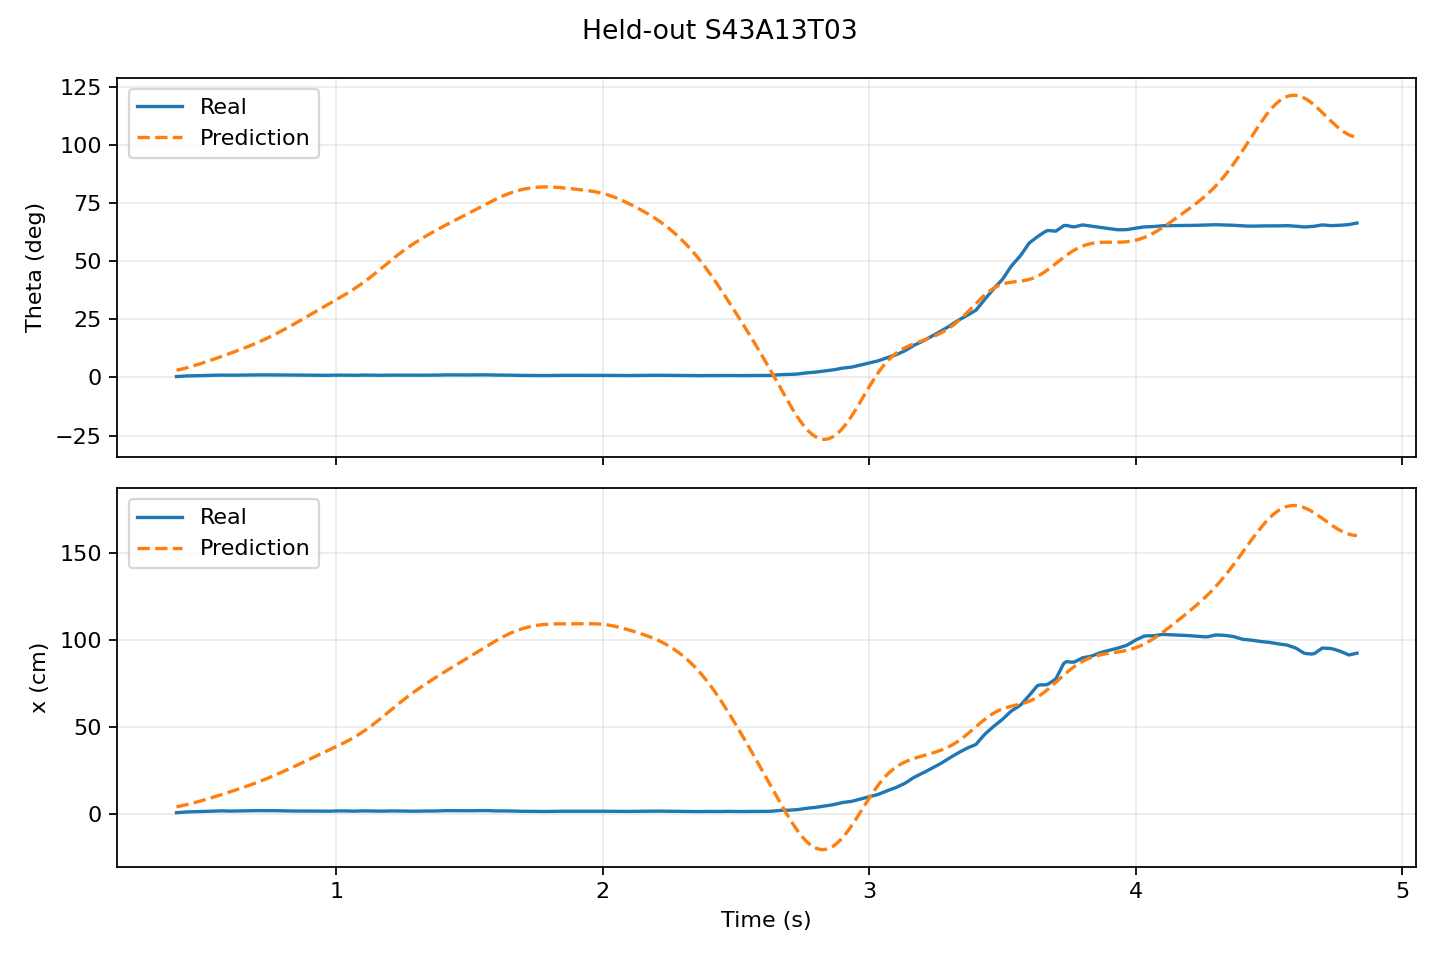 Held-out S43A13T03
125
100
75
50
25
0
−25
Theta (deg)
Real
Prediction
150
100
50
0
x (cm)
Real
Prediction
1
2
3
4
5
Time (s)